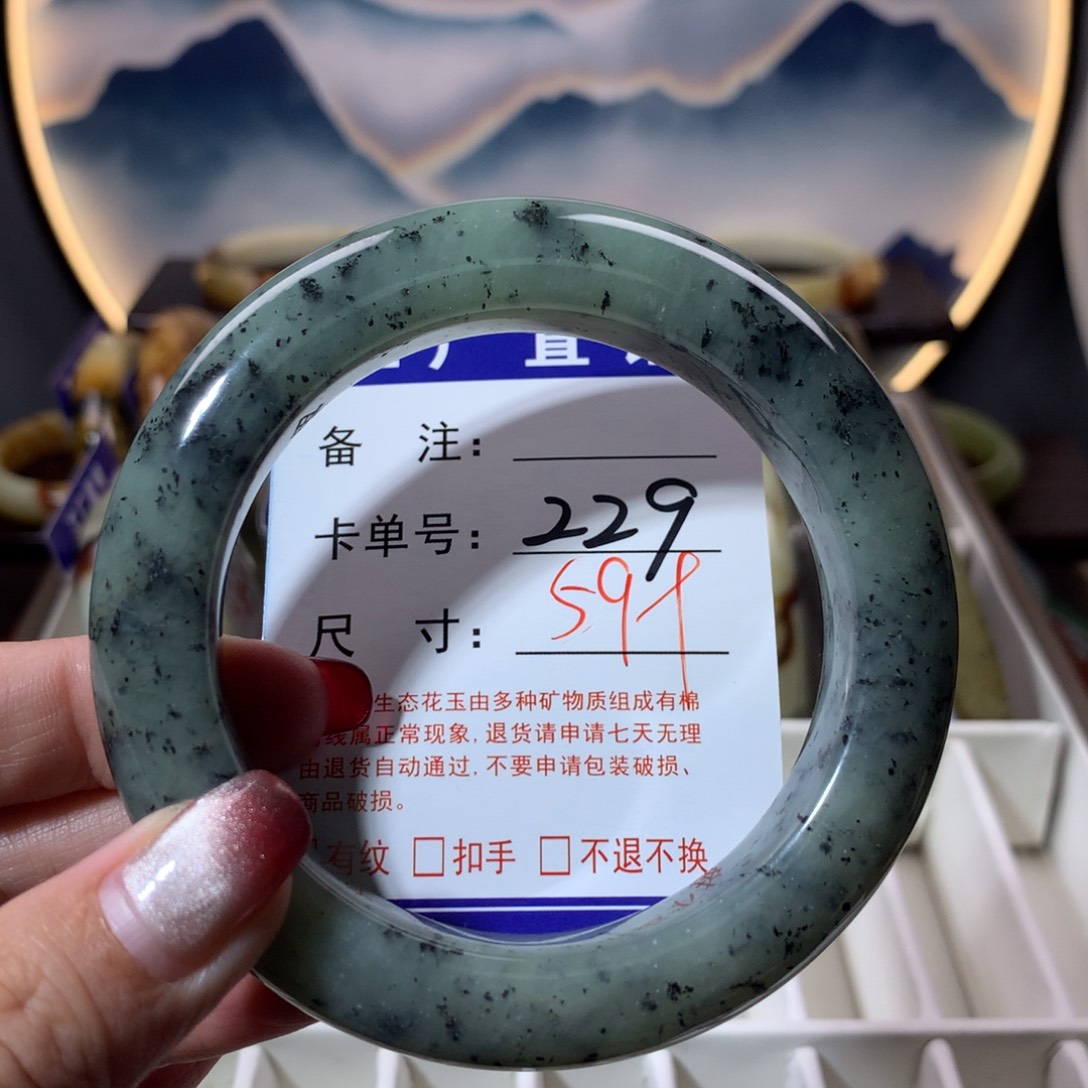 直
备 注:
卡单号: 229
尺 寸: 59
生态花玉由多种矿物质组成有棉
线属正常现象,退货请申请七天无理
由退货自动通过,不要申请包装破损、
商品破损。
有纹 □扣手 □不退不换